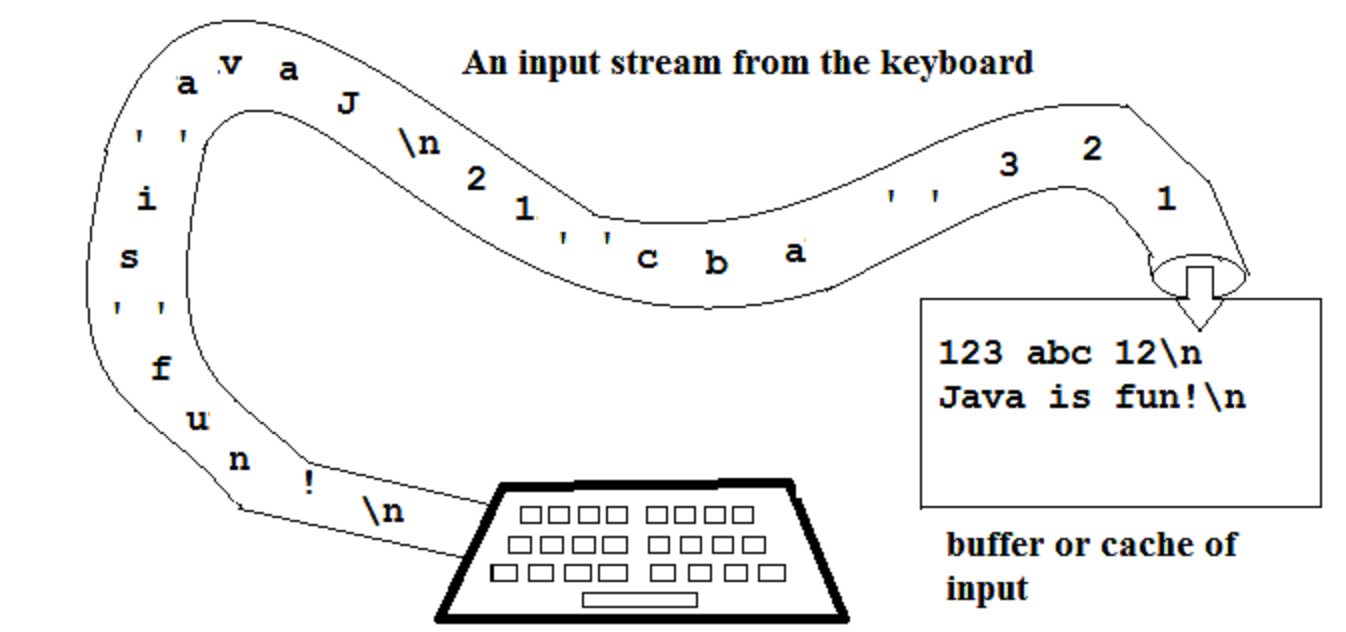 An input stream from the keyboard
a v a J \n 2 1 ' ' c b a ' ' 3 2 1
' '
i
s
' '
f
u
n
!
\n
123 abc 12\n
Java is fun!\n
buffer or cache of
input